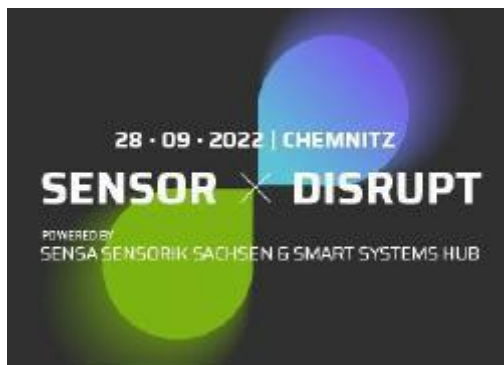 28 · 09 · 2022 | CHEMNITZ
SENSOR × DISRUPT
POWERED BY
SENSA SENSORIK SACHSEN & SMART SYSTEMS HUB